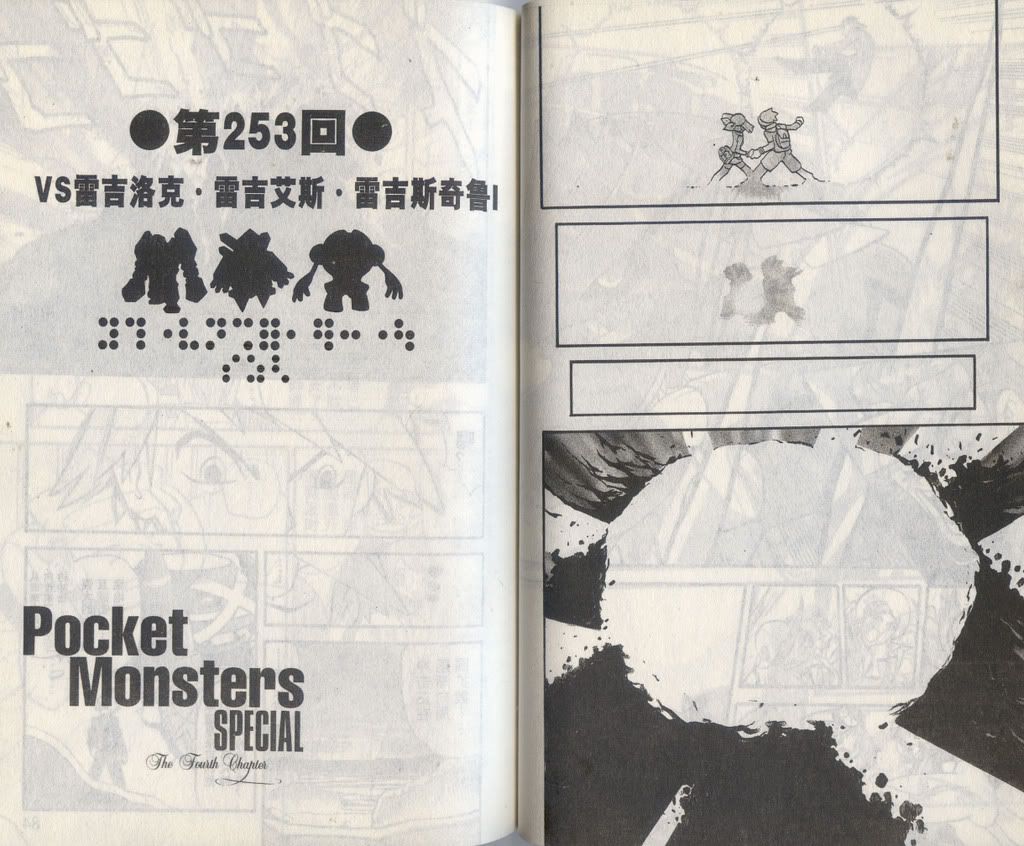 ●第253回●
VS雷吉洛克·雷吉艾斯·雷吉斯奇鲁
Pocket
Monsters
SPECIAL
The Fourth Chapter